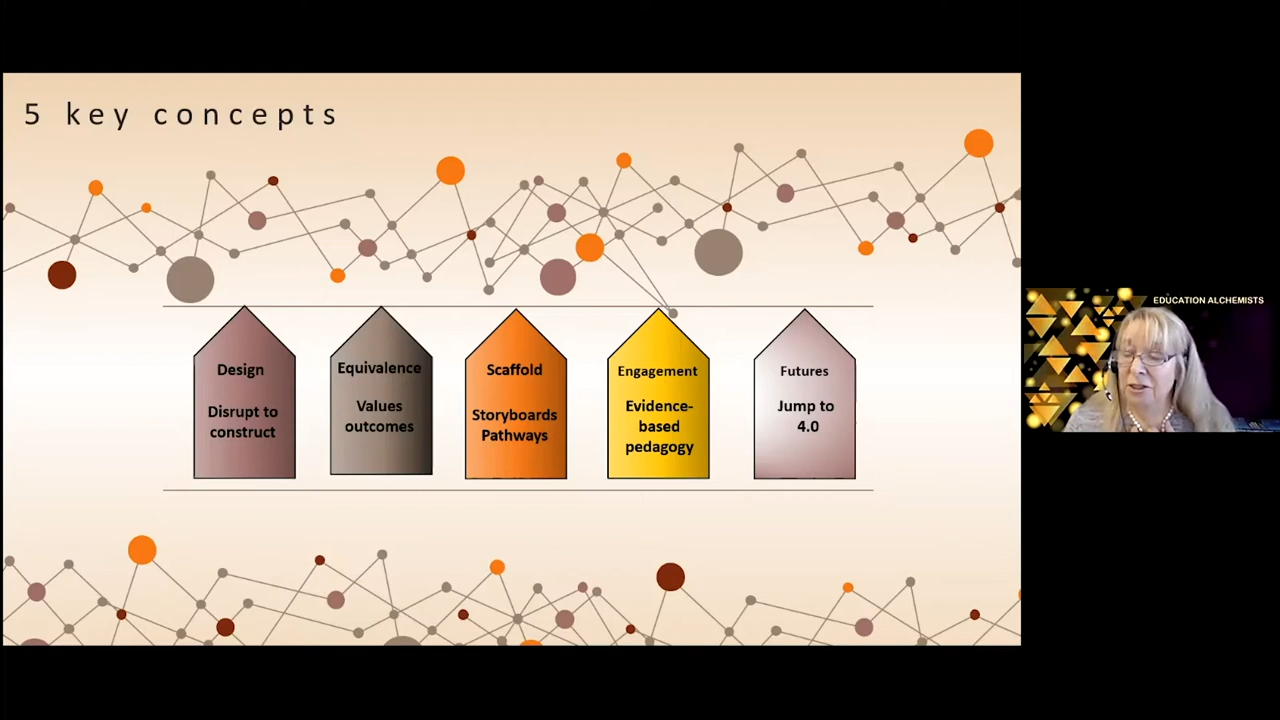 5 key concepts
EDUCATION ALCHEMISTS
Design
Disrupt to
construct
Equivalence
Values
outcomes
Scaffold
Storyboards
Pathways
Engagement
Evidence-
based
pedagogy
Futures
Jump to
4.0